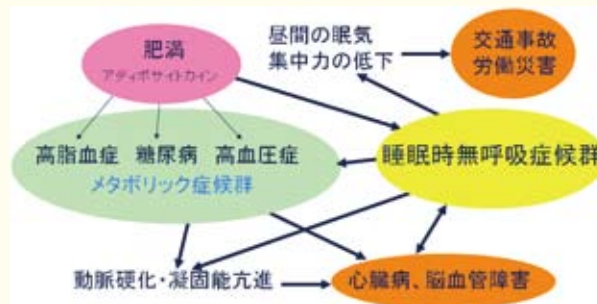 肥満
アディポサイトカイン
昼間の眠気
集中力の低下
交通事故
労働災害
高脂血症 糖尿病 高血圧症
メタボリック症候群
睡眠時無呼吸症候群
動脈硬化・凝固能亢進
心臓病、脳血管障害